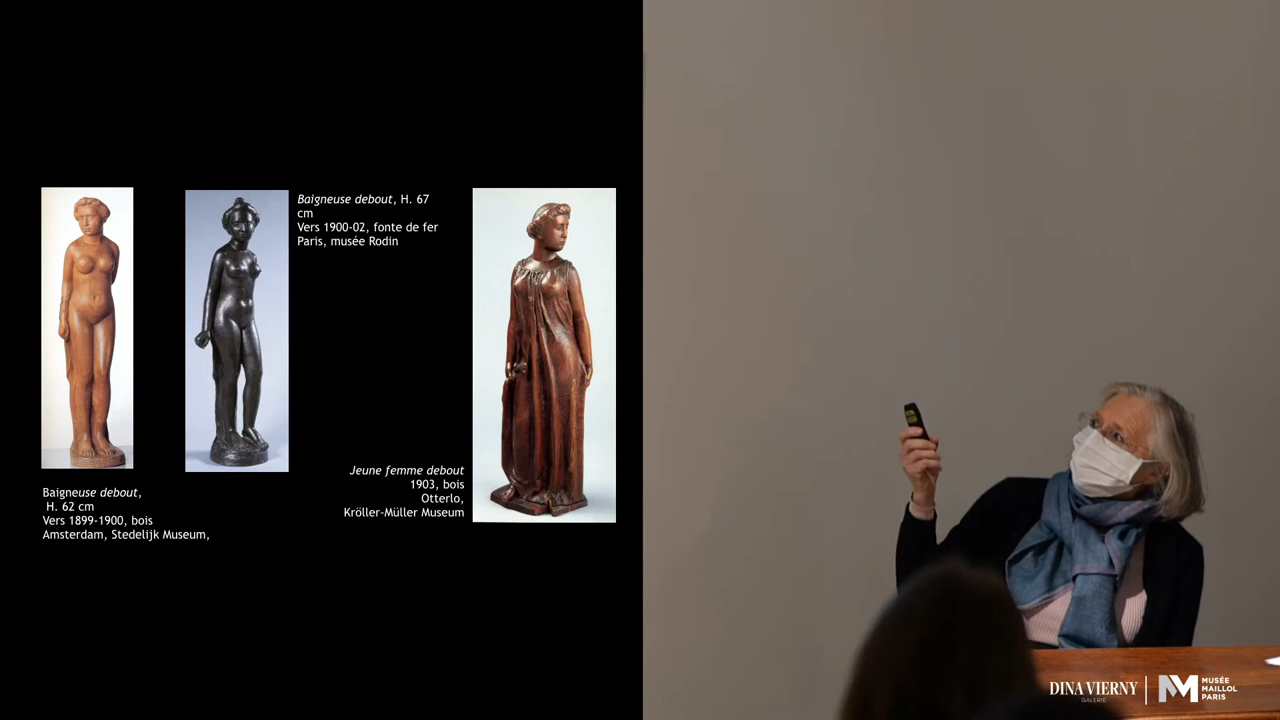 Baigneuse debout, H. 67
cm
Vers 1900-02, fonte de fer
Paris, musée Rodin
Jeune femme debout
1903, bois
Otterlo,
Kröller-Müller Museum
Baigneuse debout,
H. 62 cm
Vers 1899-1900, bois
Amsterdam, Stedelijk Museum,
DINA VIERNY
GALERIE
MUSÉE
MAILLOL
PARIS